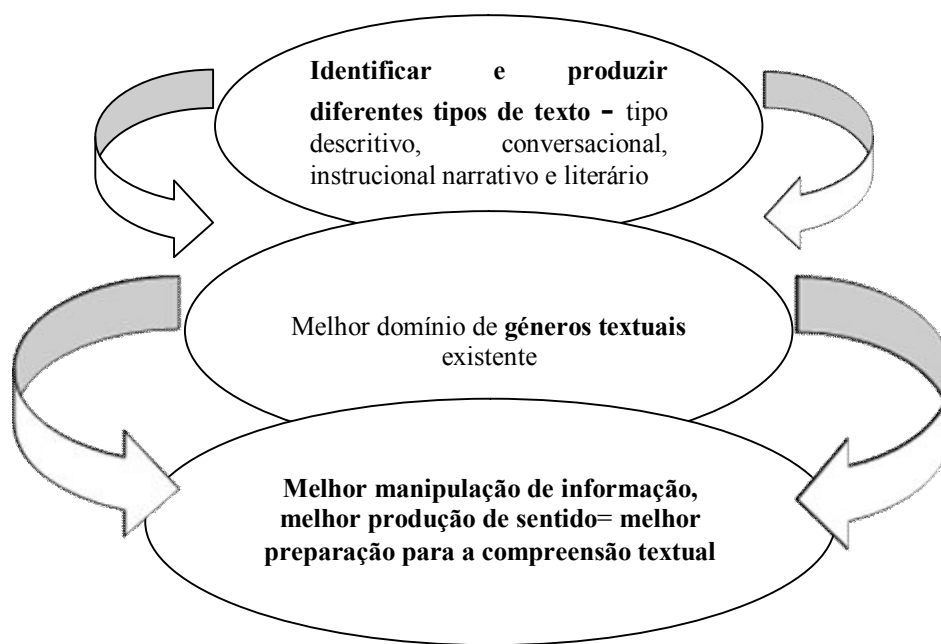 Identificar e produzir
diferentes tipos de texto – tipo
descritivo, conversacional,
instrucional narrativo e literário
Melhor domínio de géneros textuais
existente
Melhor manipulação de informação,
melhor produção de sentido= melhor
preparação para a compreensão textual